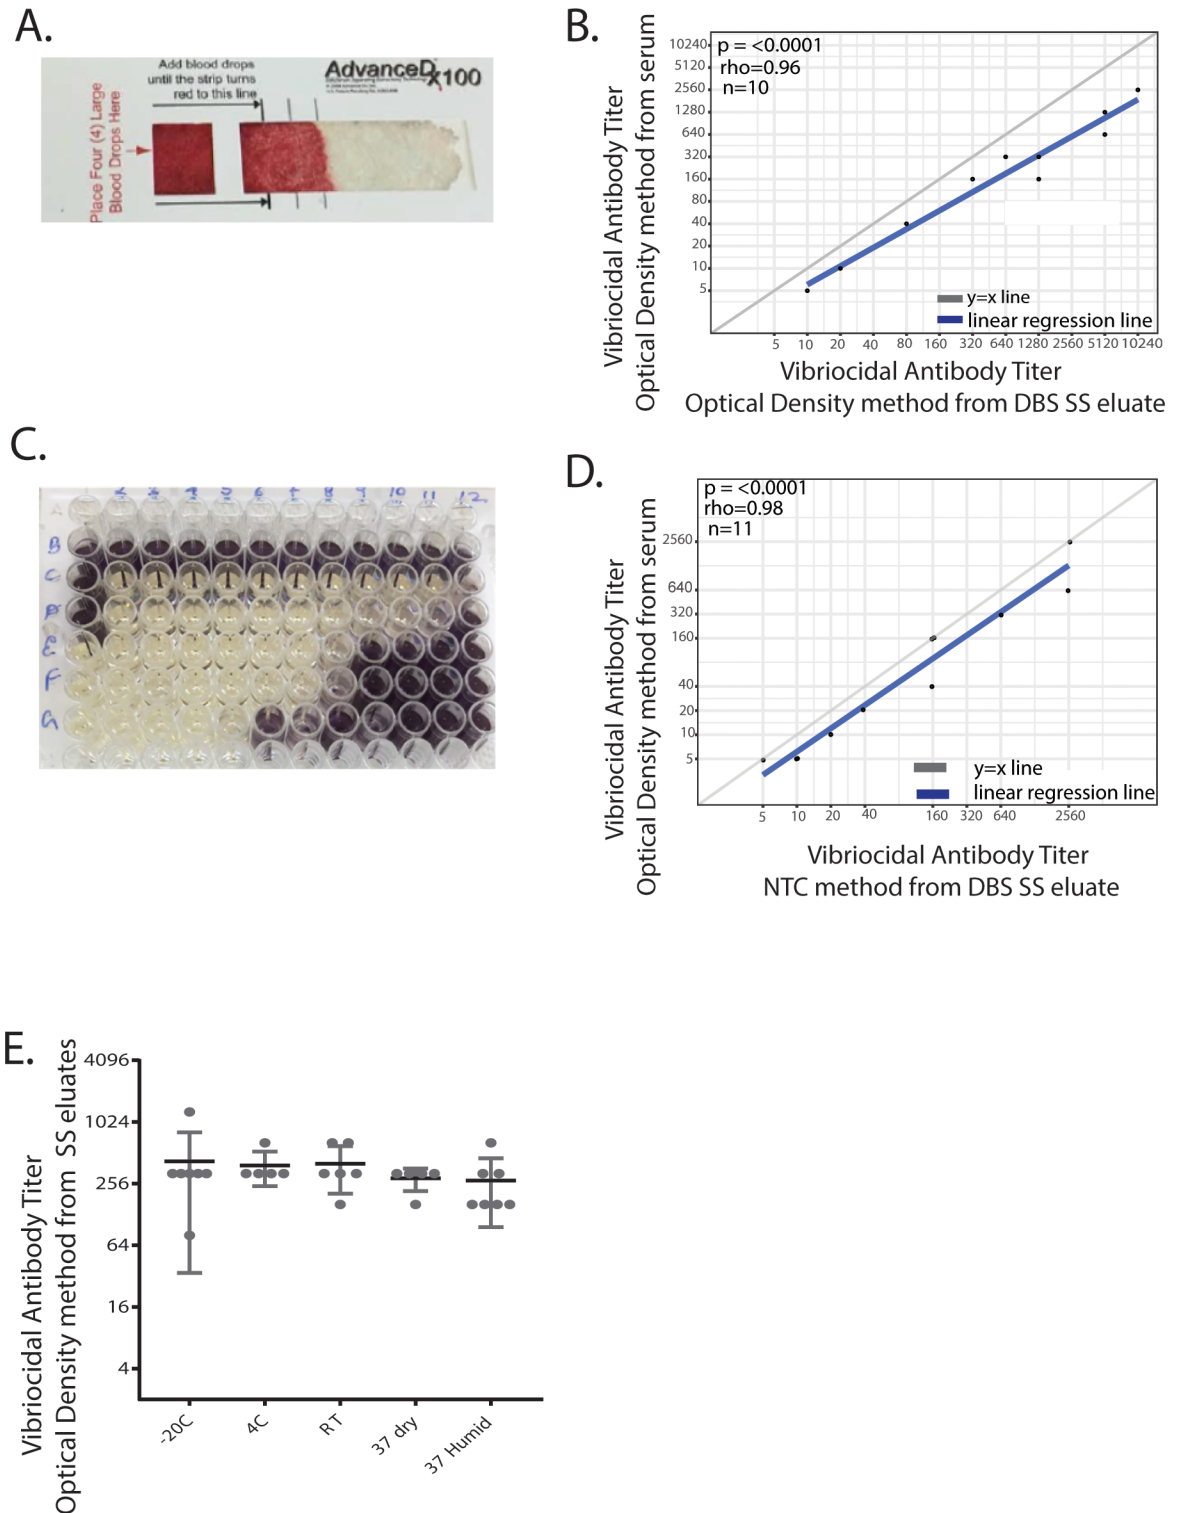 A.
Add blood drops
until the strip turns
red to this line
AdvanceDx100
Place Four (4) Large
Blood Drops Here
B.
p = <0.0001
rho=0.96
n=10
10240
5120
2560
1280
640
320
160
80
40
20
10
5
5 10 20 40 80 160 320 640 1280 2560 5120 10240
y=x line
linear regression line
Vibriocidal Antibody Titer
Optical Density method from serum
Vibriocidal Antibody Titer
Optical Density method from DBS SS eluate
C.
2 3 4 5 6 7 8 9 10 11 12
A
B
C
D
E
F
G
D.
p = <0.0001
rho=0.98
n=11
2560
640
320
160
40
20
10
5
5 10 20 40 160 320 640 2560
y=x line
linear regression line
Vibriocidal Antibody Titer
Optical Density method from serum
Vibriocidal Antibody Titer
NTC method from DBS SS eluate
E.
Vibriocidal Antibody Titer
Optical Density method from SS eluates
4096
1024
256
64
16
4
-20C
4C
RT
37 dry
37 Humid